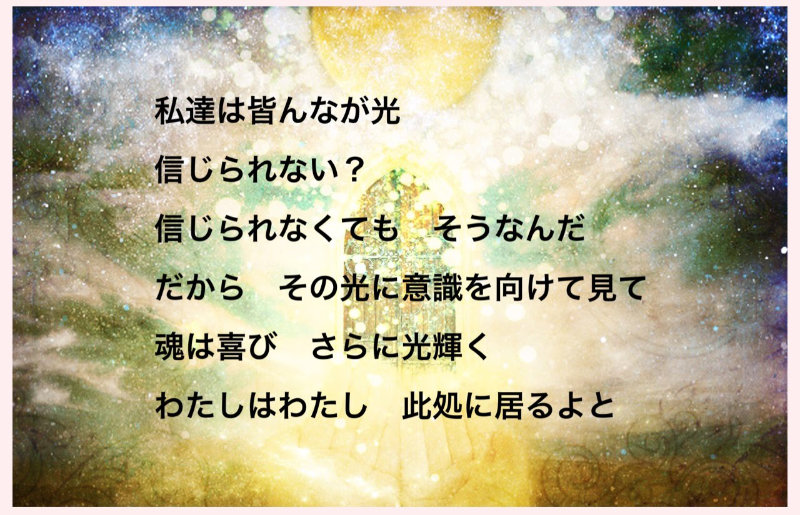 私達は皆んなが光
信じられない？
信じられなくても　そうなんだ
だから　その光に意識を向けて見て
魂は喜び　さらに光輝く
わたしはわたし　此処に居るよと